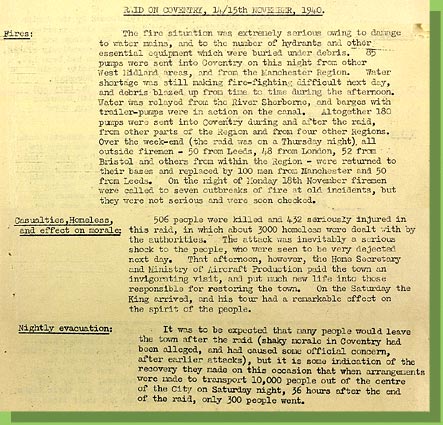 RAID ON COVENTRY, 14/15th NOVEMBER, 1940.
Fires:
The fire situation was extremely serious owing to damage
to water mains, and to the number of hydrants and other
essential equipment which were buried under debris. 85
pumps were sent into Coventry on this night from other
West Midland areas, and from the Manchester Region. Water
shortage was still making fire-fighting difficult next day,
and debris blazed up from time to time during the afternoon.
Water was relayed from the River Sherborne, and barges with
trailer-pumps were in action on the canal. Altogether 180
pumps were sent into Coventry during and after the raid,
from other parts of the Region and from four other Regions.
Over the week-end (the raid was on a Thursday night) all
outside firemen - 50 from Leeds, 48 from London, 52 from
Bristol and others from within the Region - were returned to
their bases and replaced by 100 men from Manchester and 50
from Leeds. On the night of Monday 18th November firemen
were called to seven outbreaks of fire at old incidents, but
they were not serious and were soon checked.
Casualties, Homeless,
and effect on morale:
506 people were killed and 432 seriously injured in
this raid, in which about 3000 homeless were dealt with by
the authorities. The attack was inevitably a serious
shock to the people, who were seen to be very dejected
next day. That afternoon, however, the Home Secretary
and Ministry of Aircraft Production paid the town an
invigorating visit, and put much new life into those
responsible for restoring the town. On the Saturday the
King arrived, and his tour had a remarkable effect on
the spirit of the people.
Nightly evacuation:
It was to be expected that many people would leave
the town after the raid (shaky morale in Coventry had
been alleged, and had caused some official concern,
after earlier attacks), but it is some indication of the
recovery they made on this occasion that when arrangements
were made to transport 10,000 people out of the centre
of the City on Saturday night, 36 hours after the end
of the raid, only 300 people went.